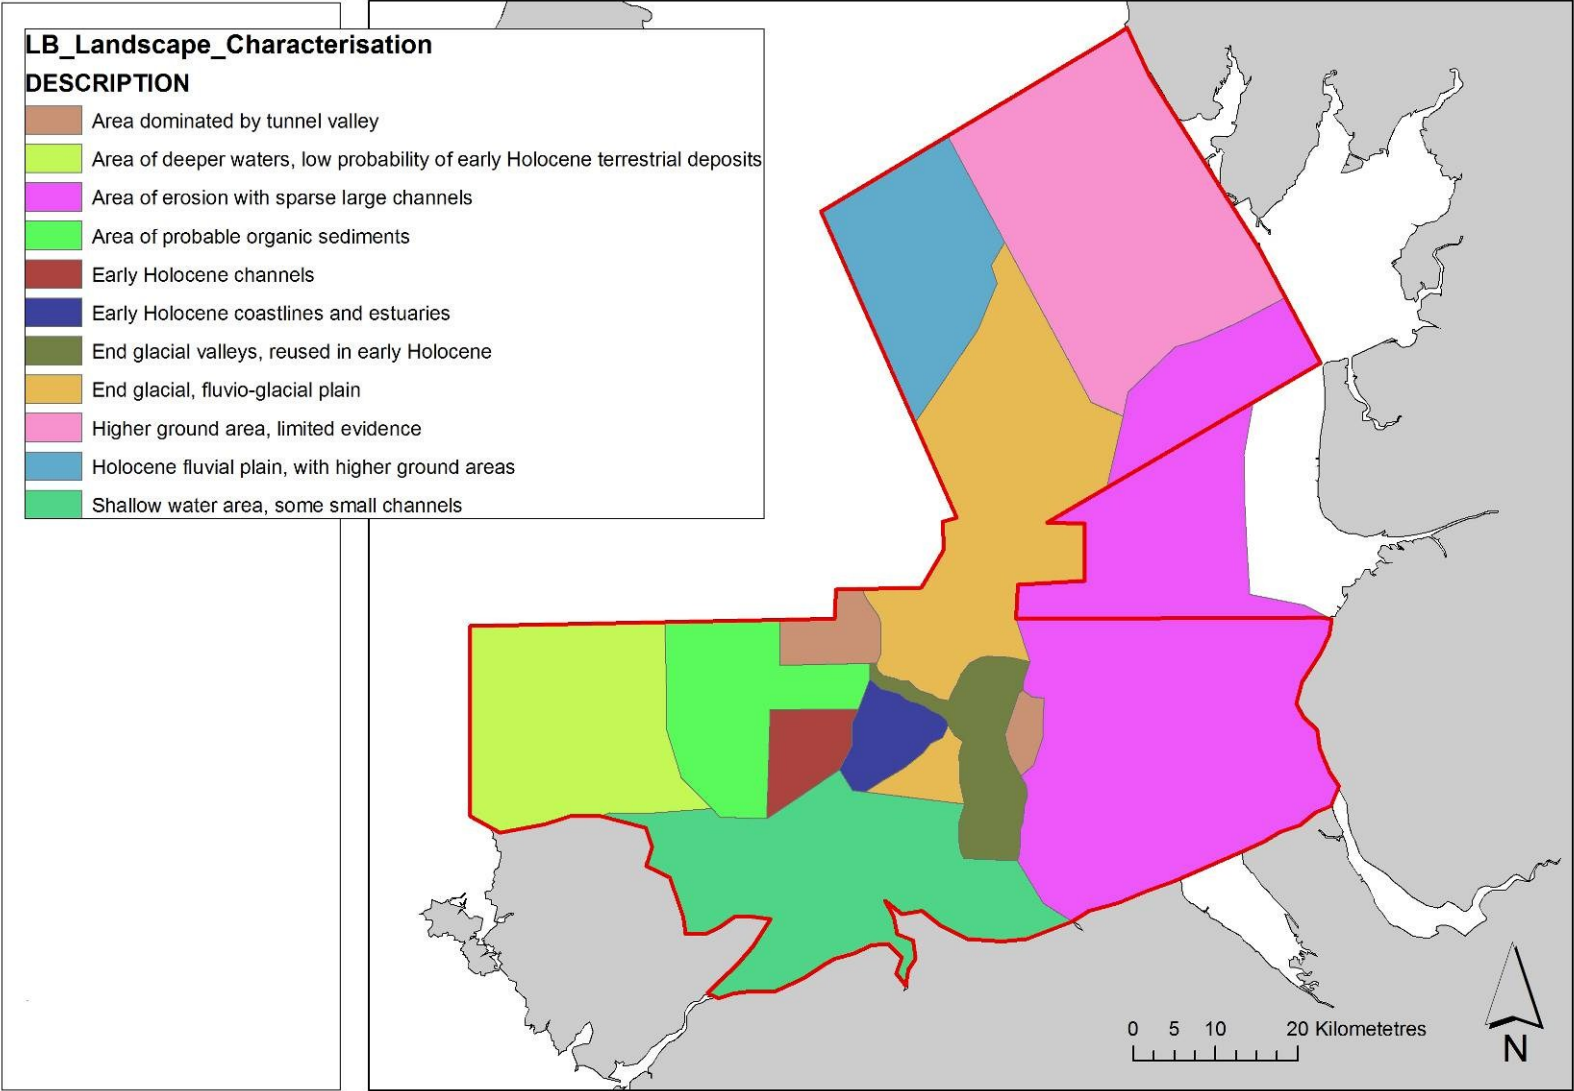 LB_Landscape_Characterisation
DESCRIPTION
Area dominated by tunnel valley
Area of deeper waters, low probability of early Holocene terrestrial deposits
Area of erosion with sparse large channels
Area of probable organic sediments
Early Holocene channels
Early Holocene coastlines and estuaries
End glacial valleys, reused in early Holocene
End glacial, fluvio-glacial plain
Higher ground area, limited evidence
Holocene fluvial plain, with higher ground areas
Shallow water area, some small channels
0 5 10 20 Kilometetres
N